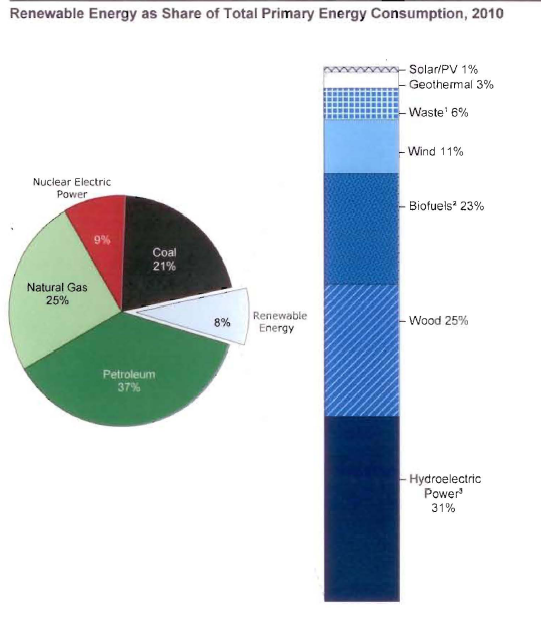 Renewable Energy as Share of Total Primary Energy Consumption, 2010
Nuclear Electric
Power
9%
Coal
21%
Natural Gas
25%
8%
Renewable
Energy
Petroleum
37%
Solar/PV 1%
Geothermal 3%
Waste¹ 6%
Wind 11%
Biofuels² 23%
Wood 25%
Hydroelectric
Power³
31%